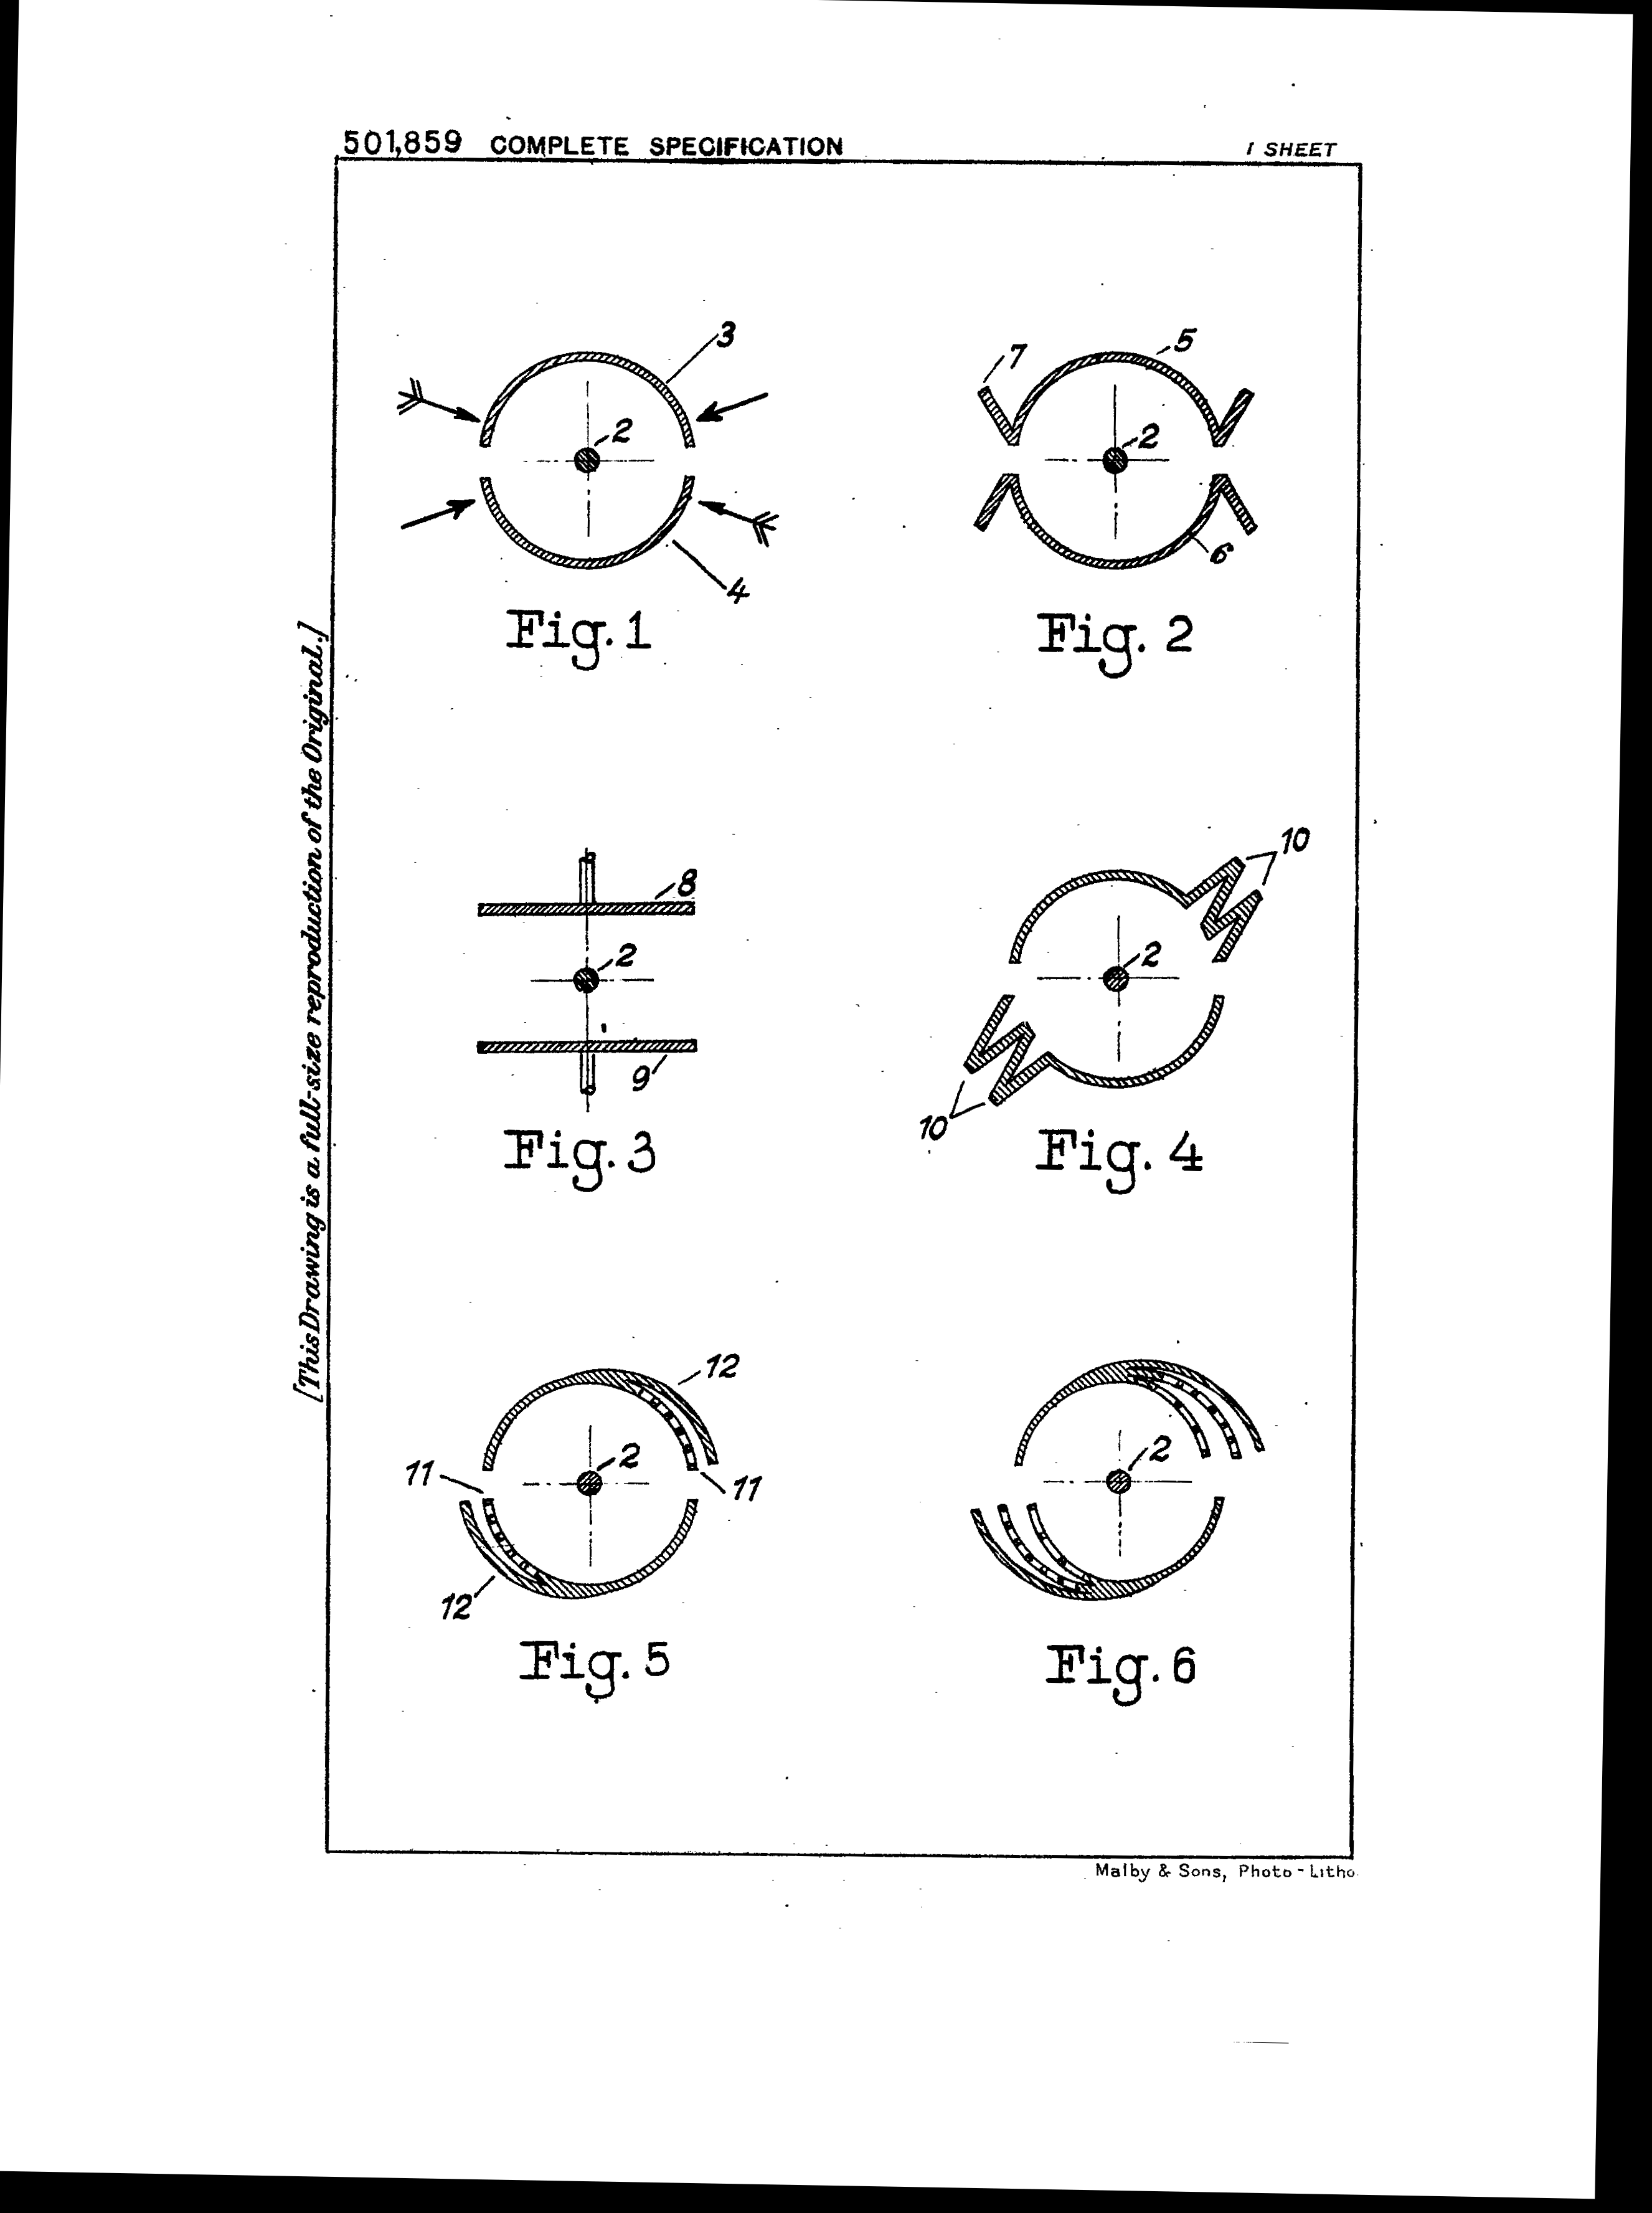 501,859 COMPLETE SPECIFICATION
1 SHEET
[This Drawing is a full-size reproduction of the Original.]
3
2
4
Fig. 1
7
5
2
6
Fig. 2
8
2
9
Fig. 3
10
2
10
Fig. 4
12
2
11
11
12
Fig. 5
2
Fig. 6
Malby & Sons, Photo-Litho